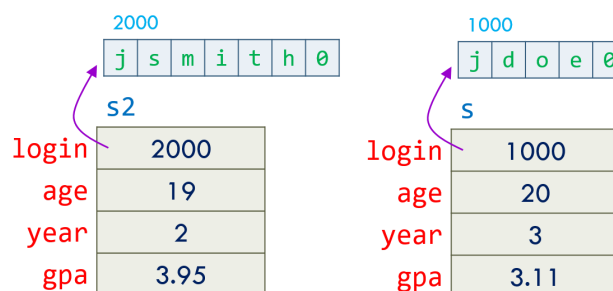 2000
j s m i t h 0
s2
login 2000
age 19
year 2
gpa 3.95
1000
j d o e 0
s
login 1000
age 20
year 3
gpa 3.11